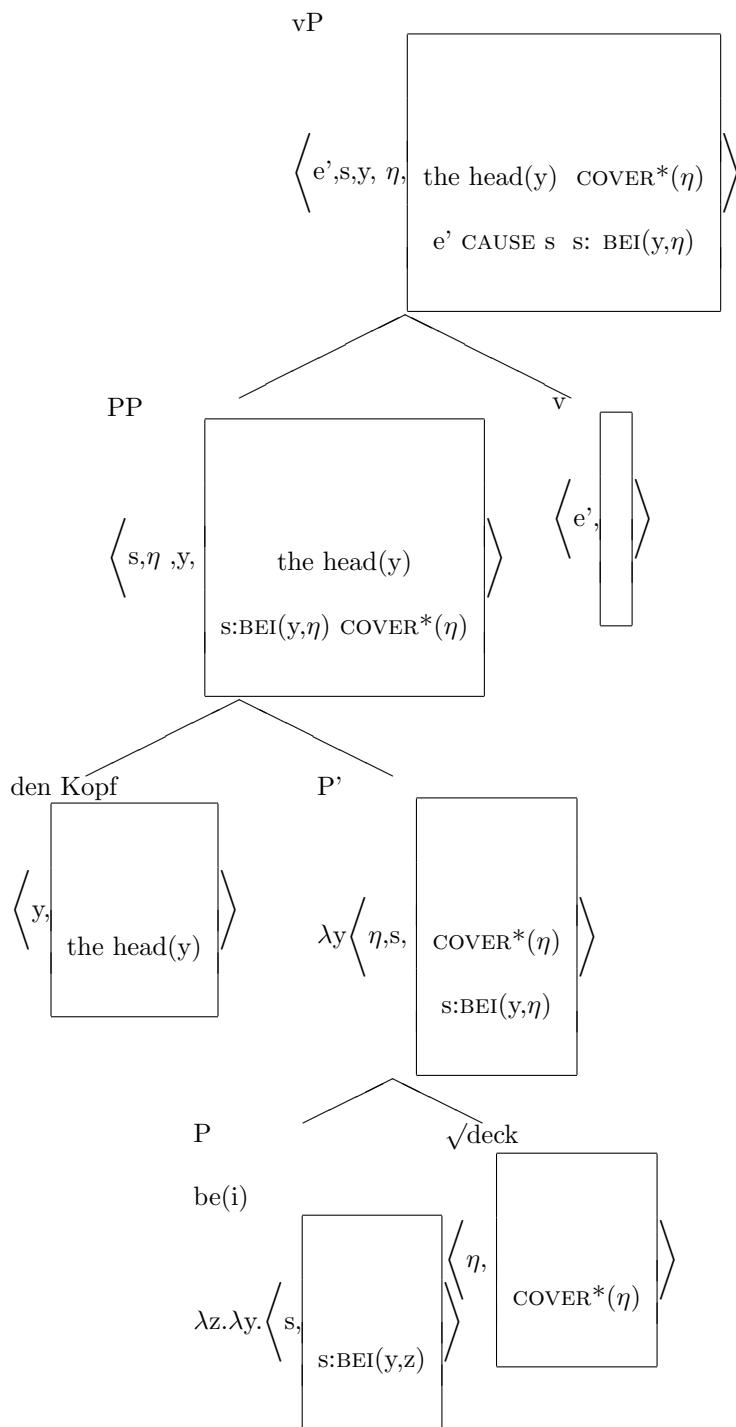 vP
⟨ e’,s,y, η,
the head(y) COVER*(η)
e’ CAUSE s s: BEI(y,η) ⟩
PP
v
⟨ s,η ,y,
the head(y)
s:BEI(y,η) COVER*(η) ⟩
⟨ e’, ⟩
den Kopf
P’
⟨ y,
the head(y) ⟩
λy⟨ η,s,
COVER*(η)
s:BEI(y,η) ⟩
P
√deck
be(i)
⟨ η,
COVER*(η) ⟩
λz.λy.⟨ s,
s:BEI(y,z) ⟩